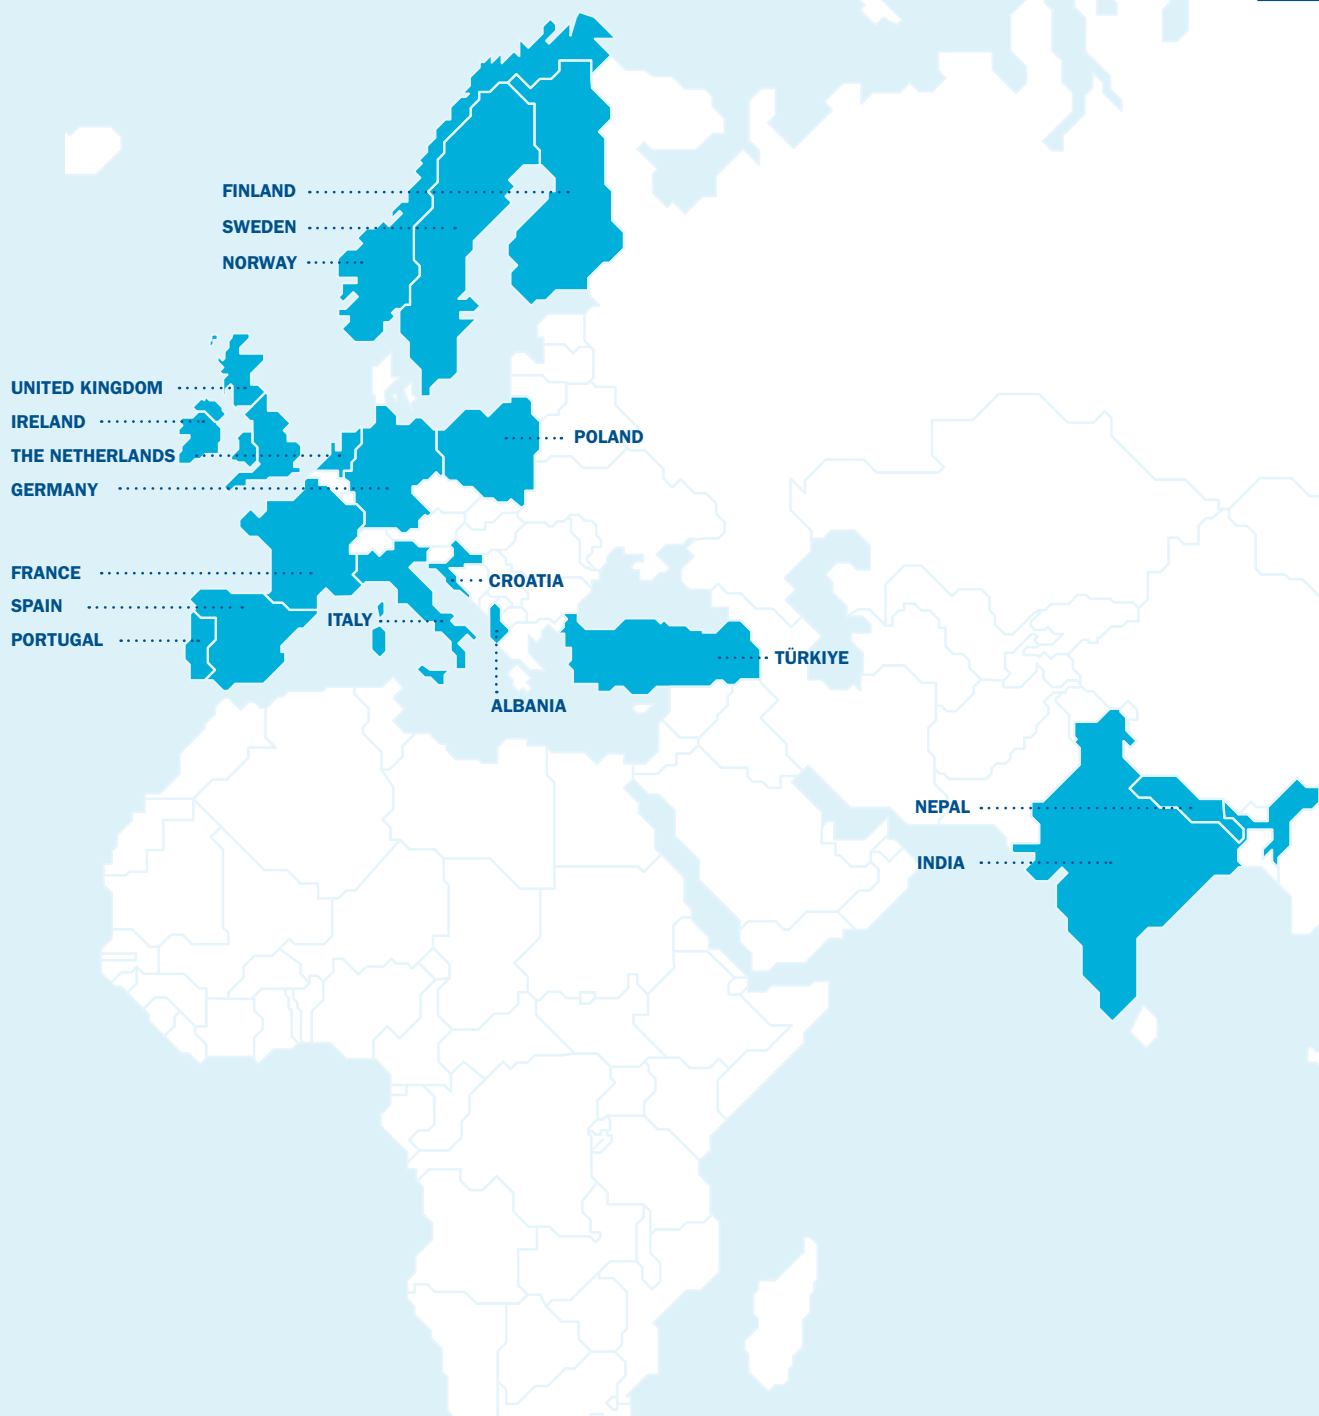 FINLAND
SWEDEN
NORWAY
UNITED KINGDOM
IRELAND
POLAND
THE NETHERLANDS
GERMANY
FRANCE
CROATIA
SPAIN
ITALY
PORTUGAL
TÜRKIYE
ALBANIA
NEPAL
INDIA